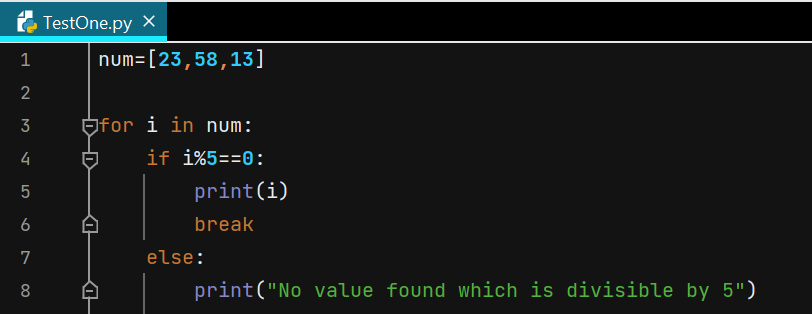 TestOne.py ×
1 num=[23,58,13]
2
3 for i in num:
4     if i%5==0:
5         print(i)
6         break
7     else:
8         print("No value found which is divisible by 5")